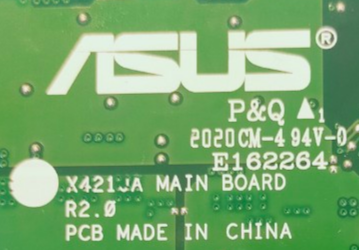 ASUS®
P&Q ▲1
2020CM-4 94V-0
E162264
X421JA MAIN BOARD
R2.0
PCB MADE IN CHINA